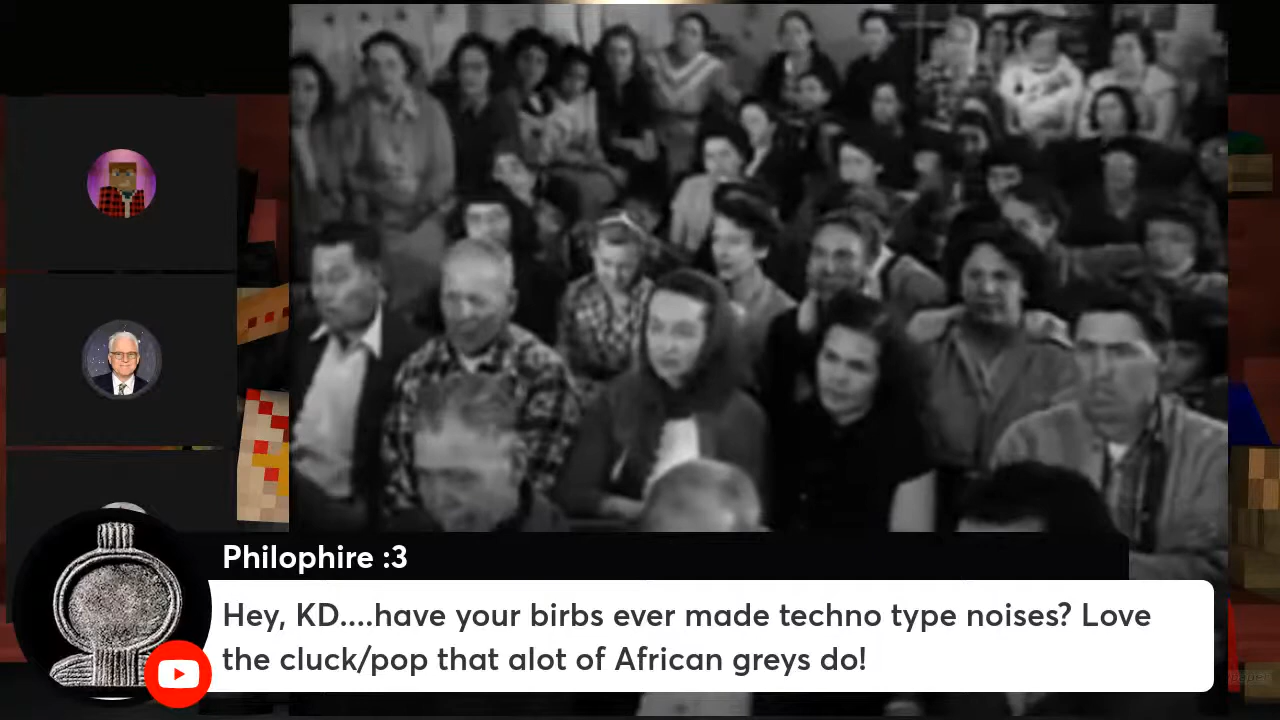 Philophire :3
Hey, KD....have your birbs ever made techno type noises? Love
the cluck/pop that alot of African greys do!